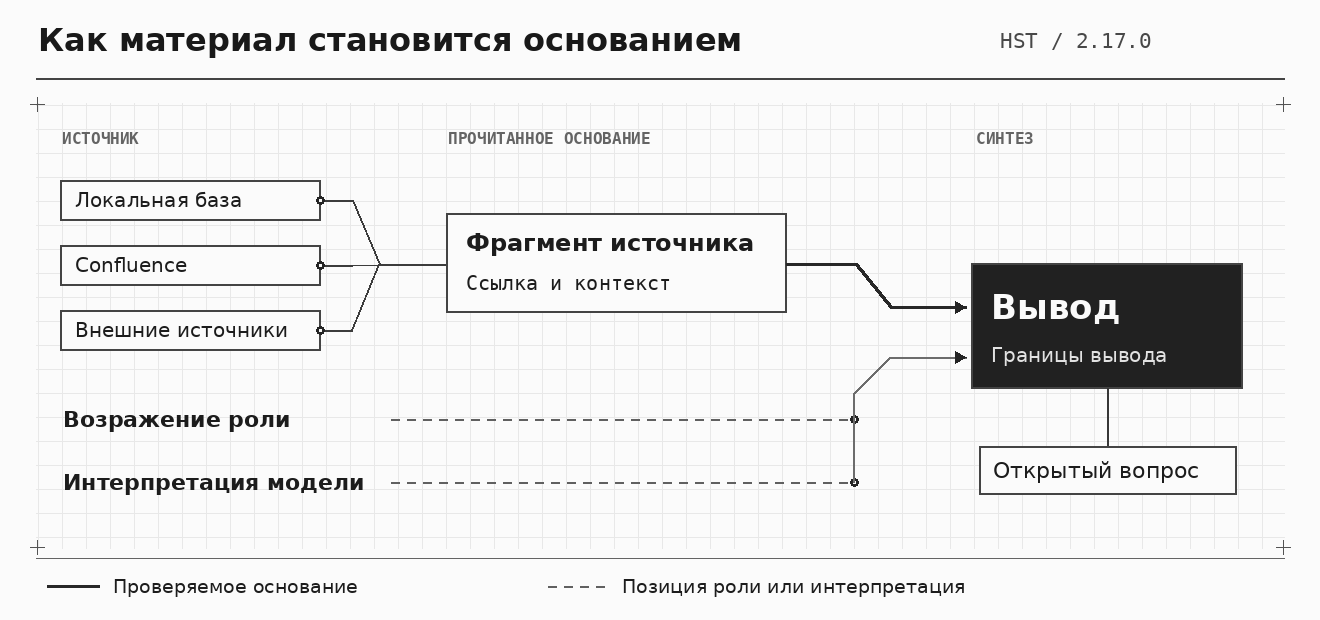 Как материал становится основанием
HST / 2.17.0
ИСТОЧНИК
ПРОЧИТАННОЕ ОСНОВАНИЕ
СИНТЕЗ
Локальная база
Confluence
Внешние источники
Фрагмент источника
Ссылка и контекст
Вывод
Границы вывода
Возражение роли
Интерпретация модели
Открытый вопрос
Проверяемое основание
Позиция роли или интерпретация